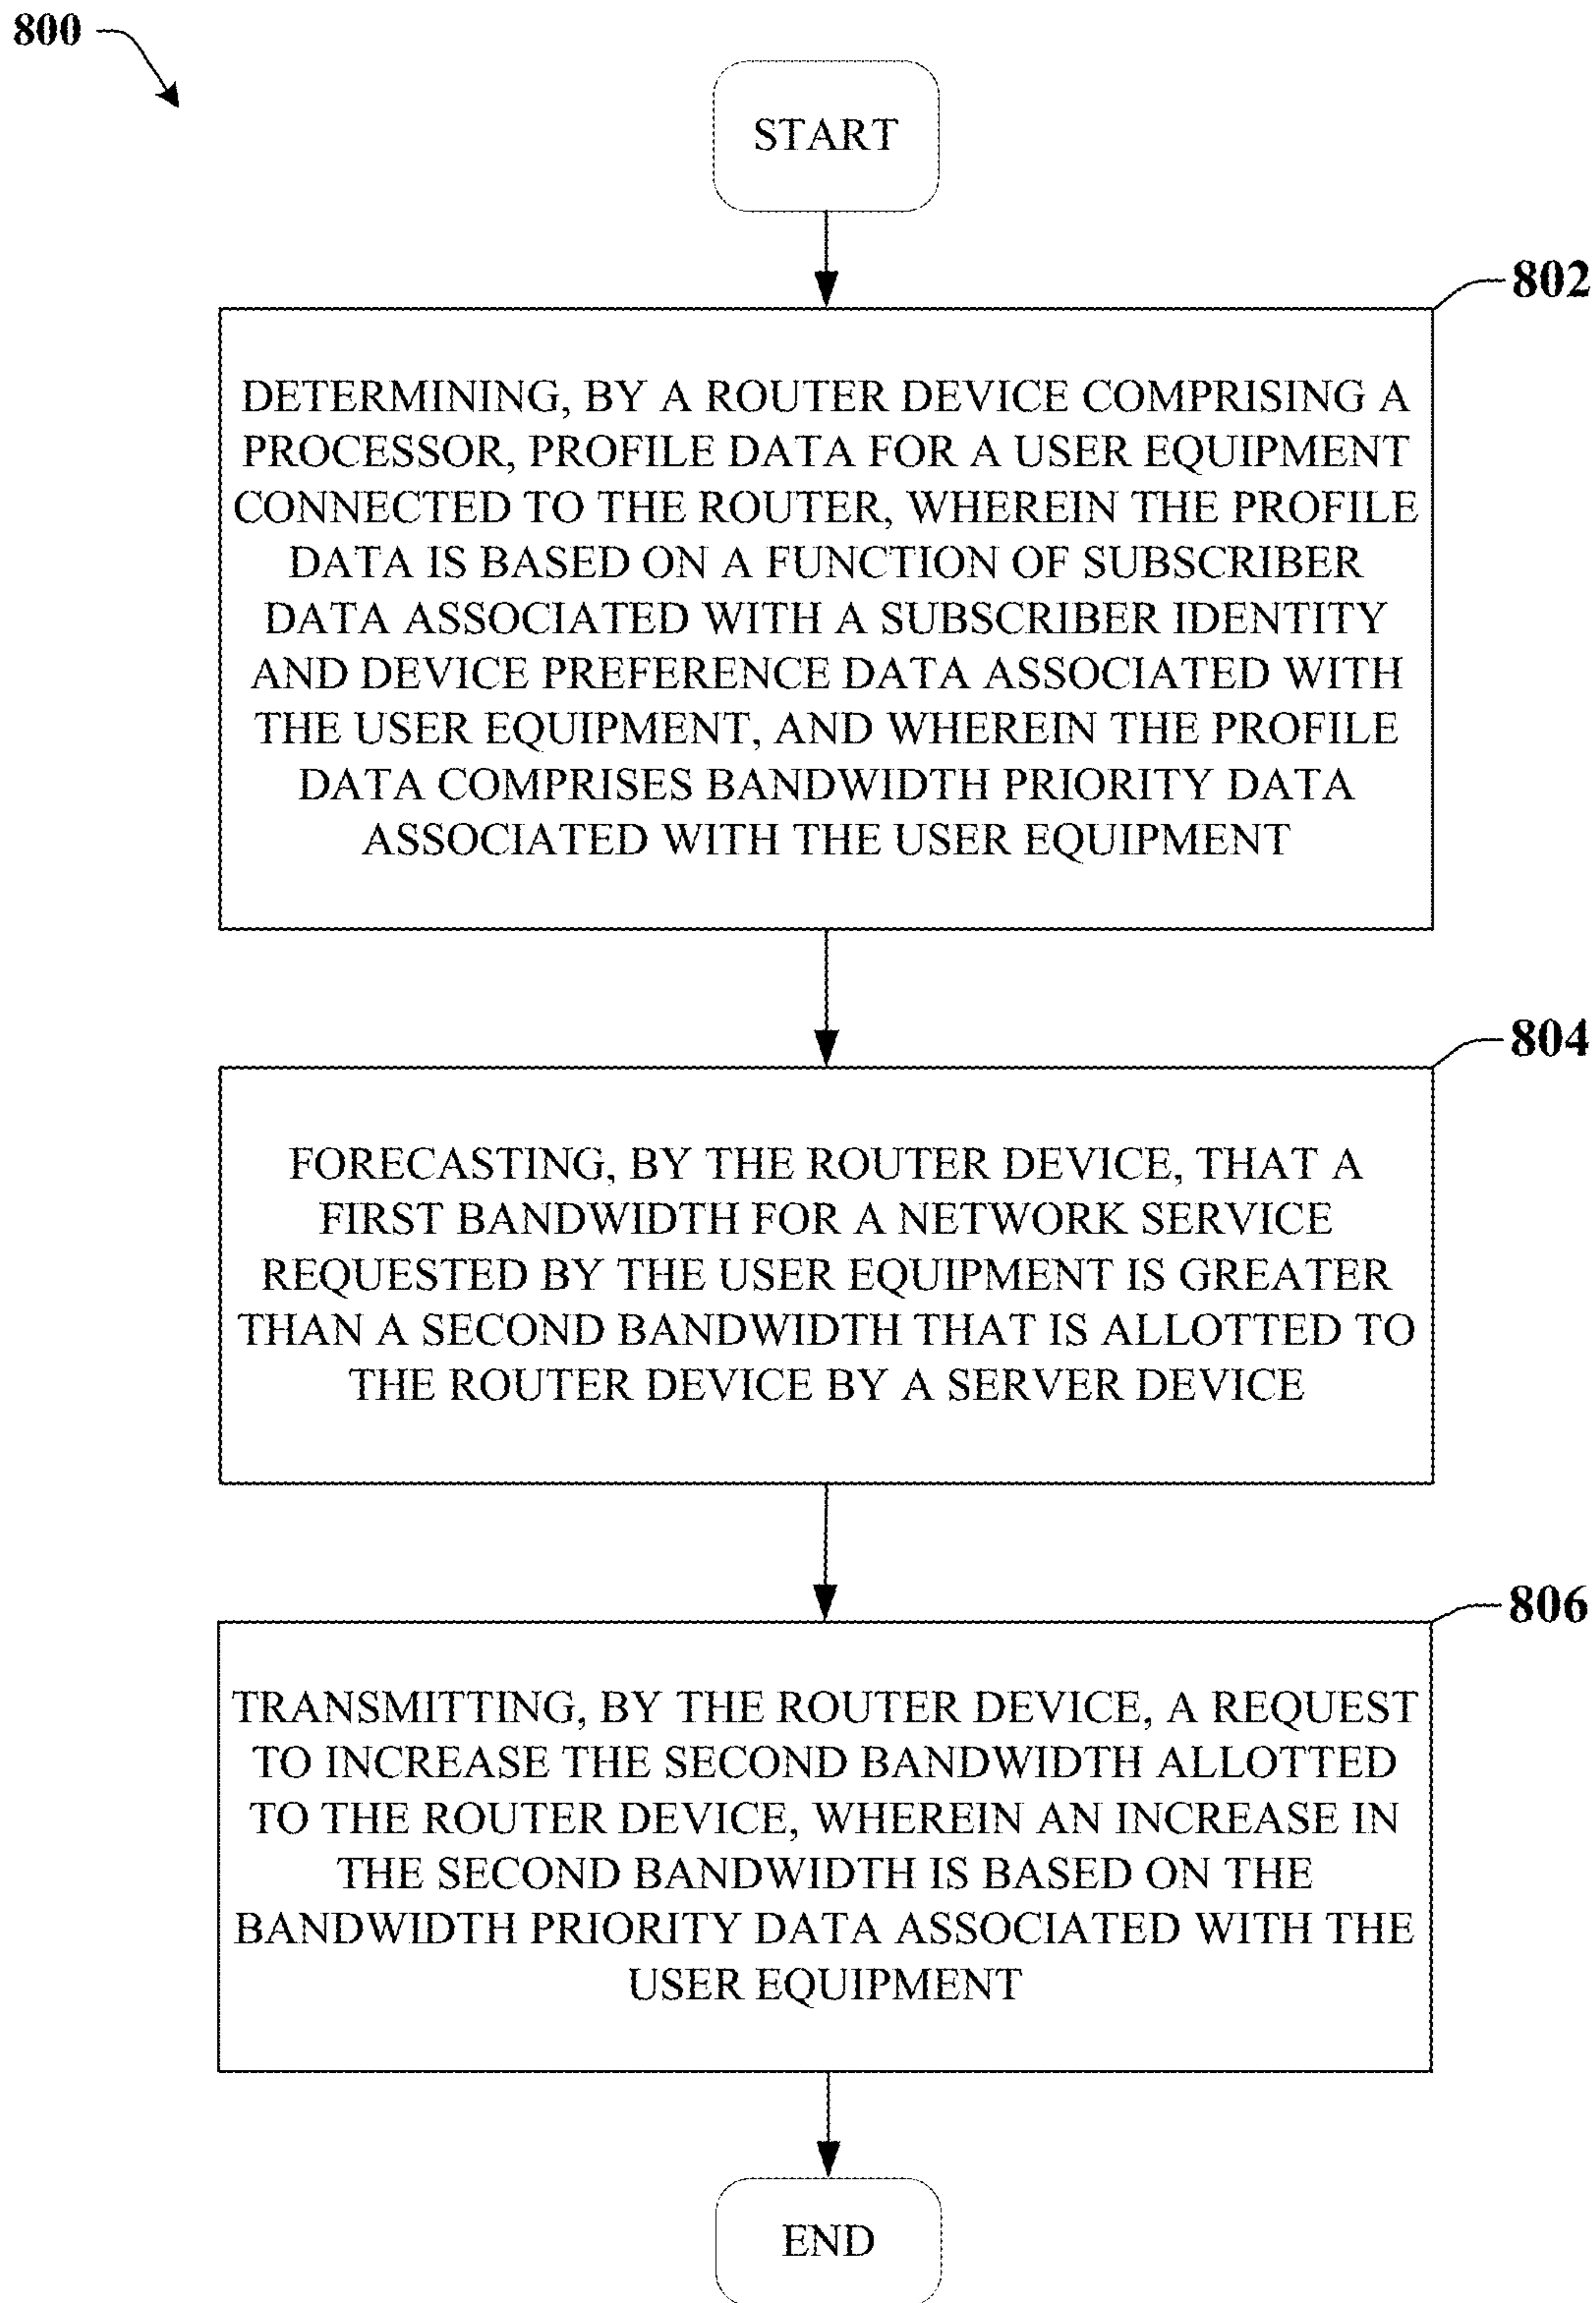 800
START
802
DETERMINING, BY A ROUTER DEVICE COMPRISING A
PROCESSOR, PROFILE DATA FOR A USER EQUIPMENT
CONNECTED TO THE ROUTER, WHEREIN THE PROFILE
DATA IS BASED ON A FUNCTION OF SUBSCRIBER
DATA ASSOCIATED WITH A SUBSCRIBER IDENTITY
AND DEVICE PREFERENCE DATA ASSOCIATED WITH
THE USER EQUIPMENT, AND WHEREIN THE PROFILE
DATA COMPRISES BANDWIDTH PRIORITY DATA
ASSOCIATED WITH THE USER EQUIPMENT
804
FORECASTING, BY THE ROUTER DEVICE, THAT A
FIRST BANDWIDTH FOR A NETWORK SERVICE
REQUESTED BY THE USER EQUIPMENT IS GREATER
THAN A SECOND BANDWIDTH THAT IS ALLOTTED TO
THE ROUTER DEVICE BY A SERVER DEVICE
806
TRANSMITTING, BY THE ROUTER DEVICE, A REQUEST
TO INCREASE THE SECOND BANDWIDTH ALLOTTED
TO THE ROUTER DEVICE, WHEREIN AN INCREASE IN
THE SECOND BANDWIDTH IS BASED ON THE
BANDWIDTH PRIORITY DATA ASSOCIATED WITH THE
USER EQUIPMENT
END